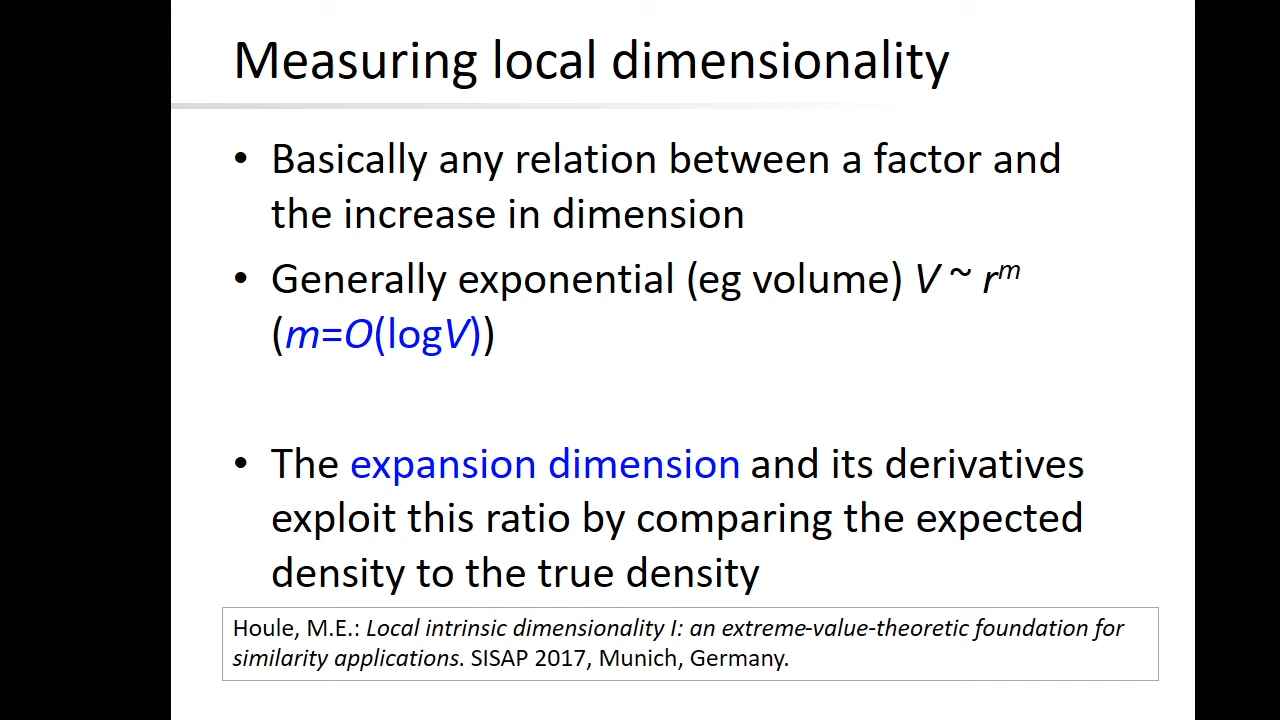 Measuring local dimensionality
• Basically any relation between a factor and
the increase in dimension
• Generally exponential (eg volume) V ~ rᵐ
(m=O(logV))
• The expansion dimension and its derivatives
exploit this ratio by comparing the expected
density to the true density
Houle, M.E.: Local intrinsic dimensionality I: an extreme-value-theoretic foundation for
similarity applications. SISAP 2017, Munich, Germany.